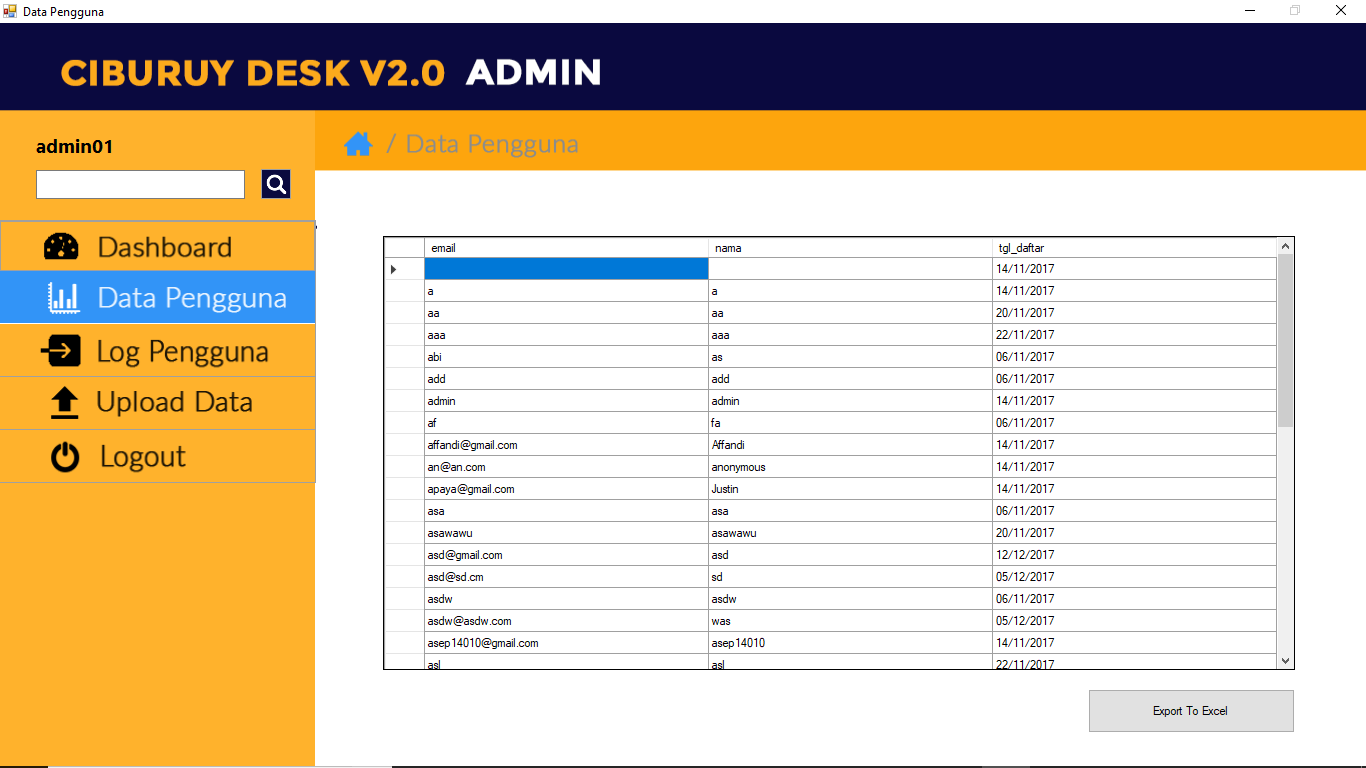 Data Pengguna
CIBURUY DESK V2.0 ADMIN
admin01
/ Data Pengguna
Dashboard
Data Pengguna
Log Pengguna
Upload Data
Logout
email nama tgl_daftar
14/11/2017
a a 14/11/2017
aa aa 20/11/2017
aaa aaa 22/11/2017
abi as 06/11/2017
add add 06/11/2017
admin admin 14/11/2017
af fa 06/11/2017
affandi@gmail.com Affandi 14/11/2017
an@an.com anonymous 14/11/2017
apaya@gmail.com Justin 14/11/2017
asa asa 06/11/2017
asawawu asawawu 20/11/2017
asd@gmail.com asd 12/12/2017
asd@sd.cm sd 05/12/2017
asdw asdw 06/11/2017
asdw@asdw.com was 05/12/2017
asep14010@gmail.com asep14010 14/11/2017
asl asl 22/11/2017
Export To Excel